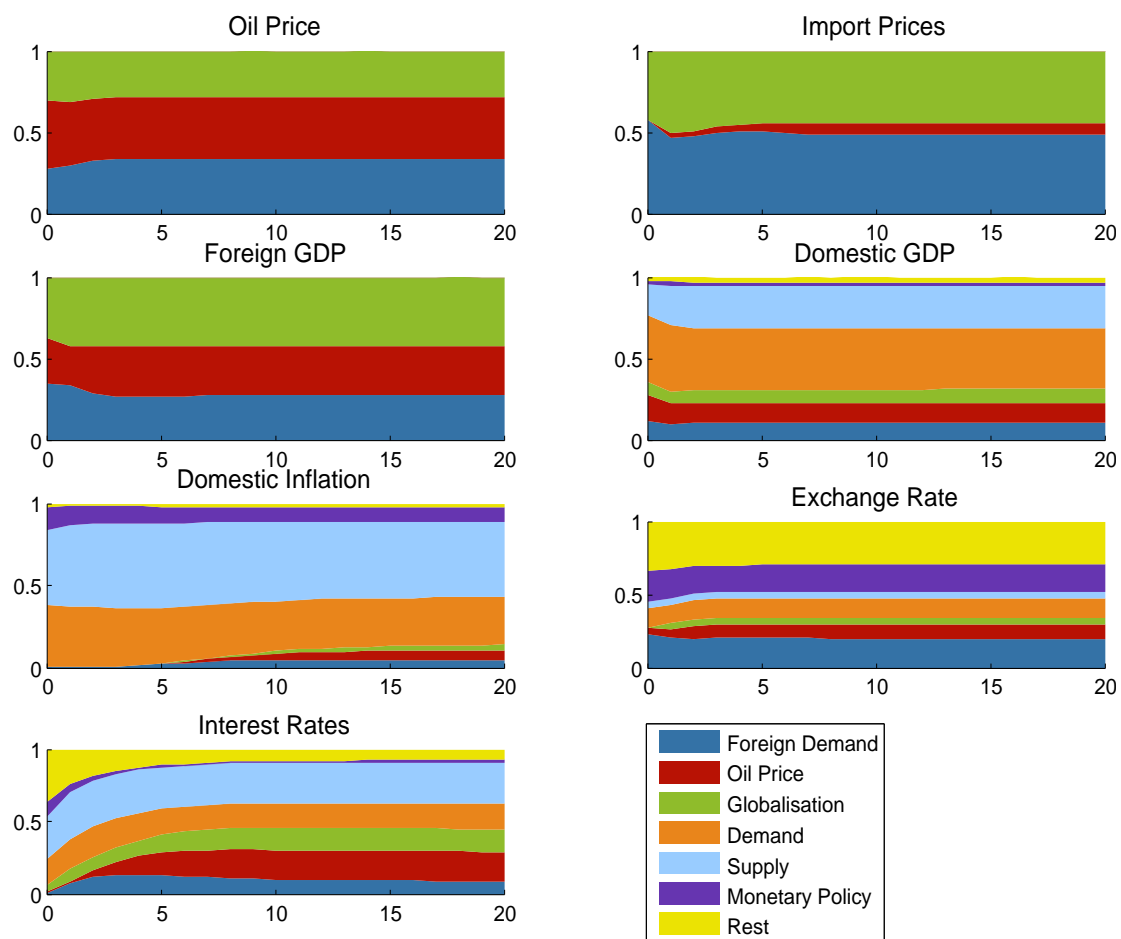 Oil Price
1
0.5
0
0 5 10 15 20
Import Prices
1
0.5
0
0 5 10 15 20
Foreign GDP
1
0.5
0
0 5 10 15 20
Domestic GDP
1
0.5
0
0 5 10 15 20
Domestic Inflation
1
0.5
0
0 5 10 15 20
Exchange Rate
1
0.5
0
0 5 10 15 20
Interest Rates
1
0.5
0
0 5 10 15 20
Foreign Demand
Oil Price
Globalisation
Demand
Supply
Monetary Policy
Rest